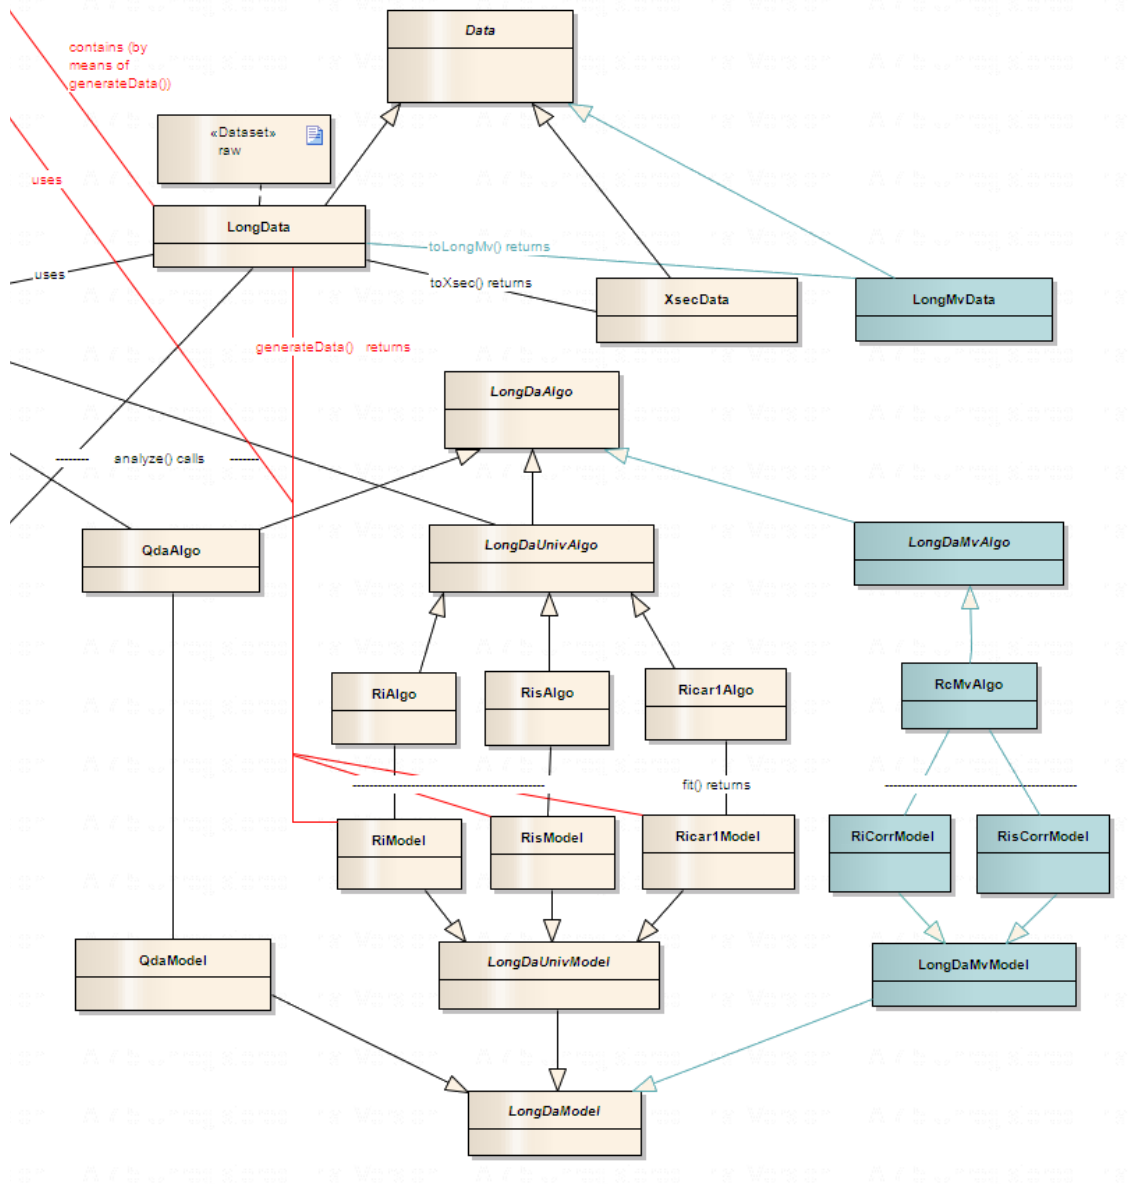 Data
contains (by
means of
generateData())
«Dataset»
raw
uses
LongData
toLongMv() returns
uses
toXsec() returns
XsecData
LongMvData
generateData() returns
LongDaAlgo
analyze() calls
QdaAlgo
LongDaUnivAlgo
LongDaMvAlgo
RiAlgo
RisAlgo
Ricar1Algo
RcMvAlgo
fit() returns
RiModel
RisModel
Ricar1Model
RiCorrModel
RisCorrModel
QdaModel
LongDaUnivModel
LongDaMvModel
LongDaModel